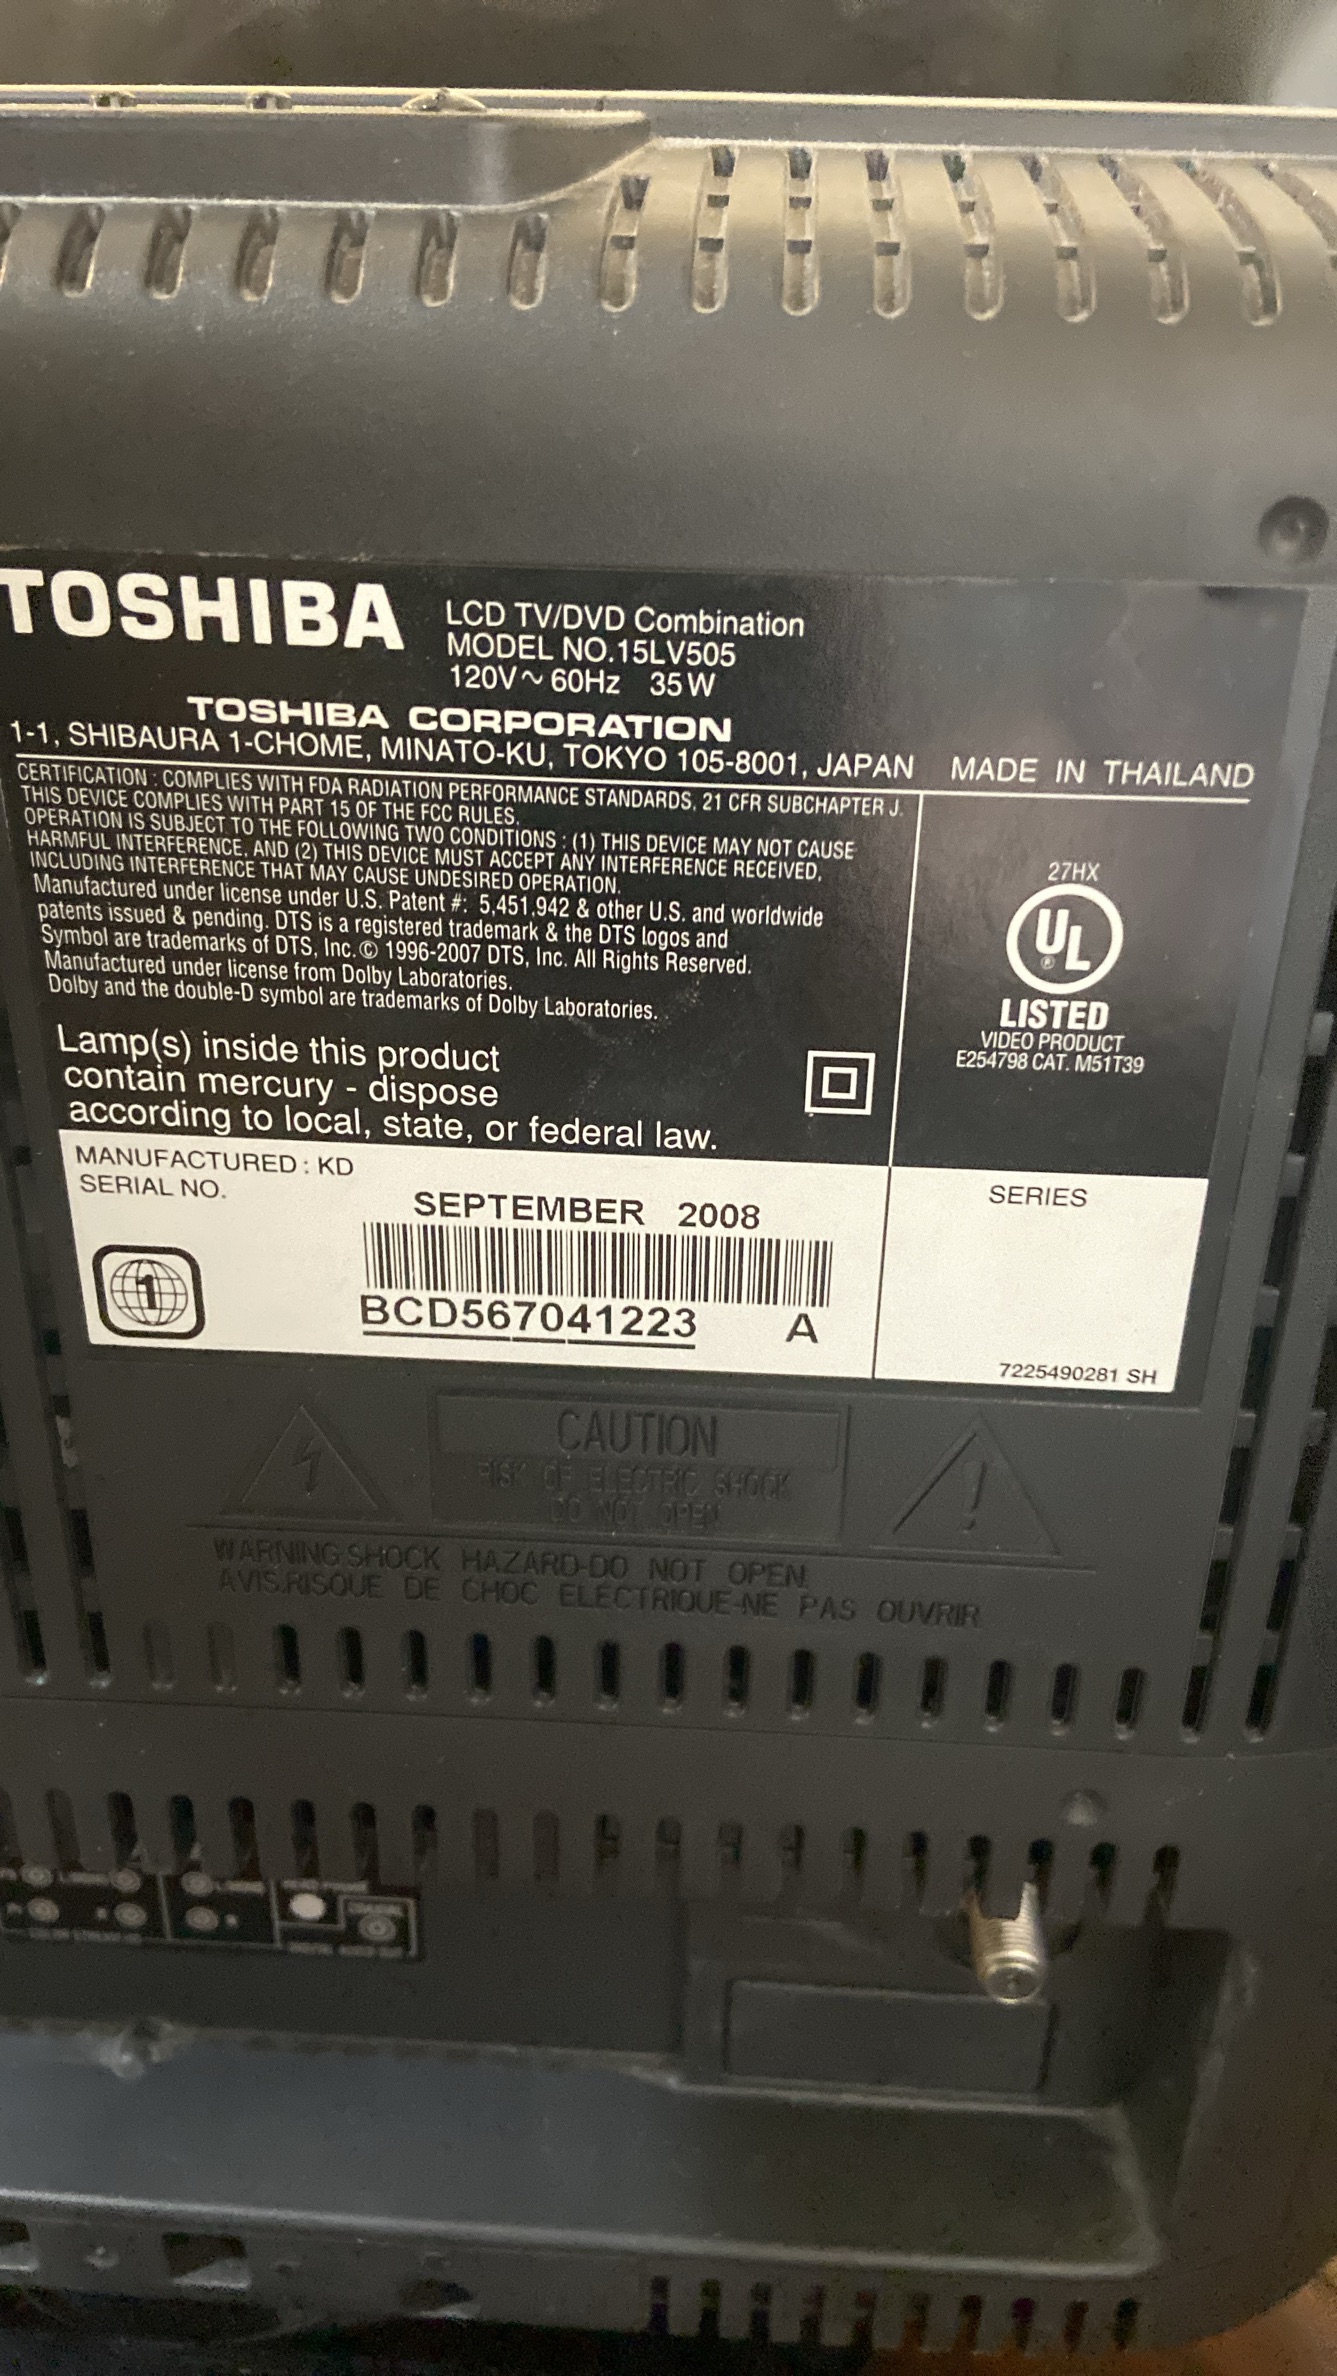 TOSHIBA
LCD TV/DVD Combination
MODEL NO.15LV505
120V~ 60Hz 35W
TOSHIBA CORPORATION
1-1, SHIBAURA 1-CHOME, MINATO-KU, TOKYO 105-8001, JAPAN MADE IN THAILAND
CERTIFICATION : COMPLIES WITH FDA RADIATION PERFORMANCE STANDARDS, 21 CFR SUBCHAPTER J.
THIS DEVICE COMPLIES WITH PART 15 OF THE FCC RULES.
OPERATION IS SUBJECT TO THE FOLLOWING TWO CONDITIONS : (1) THIS DEVICE MAY NOT CAUSE
HARMFUL INTERFERENCE, AND (2) THIS DEVICE MUST ACCEPT ANY INTERFERENCE RECEIVED,
INCLUDING INTERFERENCE THAT MAY CAUSE UNDESIRED OPERATION.
Manufactured under license under U.S. Patent #: 5,451,942 & other U.S. and worldwide
patents issued & pending. DTS is a registered trademark & the DTS logos and
Symbol are trademarks of DTS, Inc. © 1996-2007 DTS, Inc. All Rights Reserved.
Manufactured under license from Dolby Laboratories.
Dolby and the double-D symbol are trademarks of Dolby Laboratories.
Lamp(s) inside this product
contain mercury - dispose
according to local, state, or federal law.
27HX
UL
®
LISTED
VIDEO PRODUCT
E254798 CAT. M51T39
MANUFACTURED : KD
SERIAL NO.
SEPTEMBER 2008
1
BCD567041223 A
SERIES
7225490281 SH
CAUTION
RISK OF ELECTRIC SHOCK
DO NOT OPEN
WARNING:SHOCK HAZARD-DO NOT OPEN.
AVIS:RISQUE DE CHOC ELECTRIQUE-NE PAS OUVRIR
COAXIAL